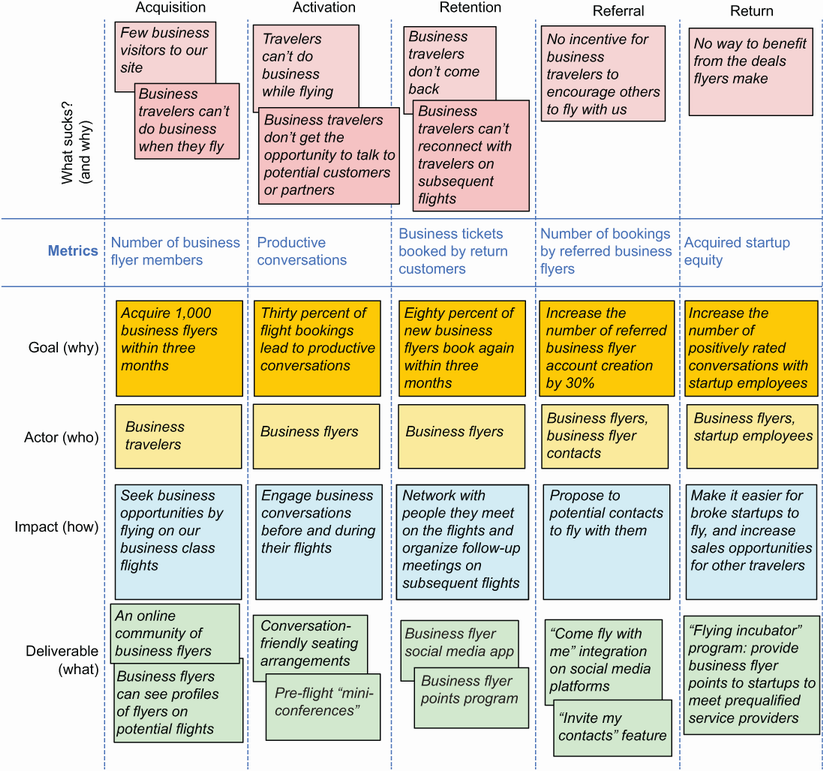 Acquisition
Activation
Retention
Referral
Return
What sucks?
(and why)
Few business
visitors to our
site
Business
travelers can't
do business
when they fly
Travelers
can't do
business
while flying
Business travelers
don't get the
opportunity to talk to
potential customers
or partners
Business
travelers
don't come
back
Business
travelers can't
reconnect with
travelers on
subsequent
flights
No incentive for
business
travelers to
encourage others
to fly with us
No way to benefit
from the deals
flyers make
Metrics
Number of business
flyer members
Productive
conversations
Business tickets
booked by return
customers
Number of bookings
by referred business
flyers
Acquired startup
equity
Goal (why)
Acquire 1,000
business flyers
within three
months
Thirty percent of
flight bookings
lead to productive
conversations
Eighty percent of
new business
flyers book again
within three
months
Increase the
number of referred
business flyer
account creation
by 30%
Increase the
number of
positively rated
conversations with
startup employees
Actor (who)
Business
travelers
Business flyers
Business flyers
Business flyers,
business flyer
contacts
Business flyers,
startup employees
Impact (how)
Seek business
opportunities by
flying on our
business class
flights
Engage business
conversations
before and during
their flights
Network with
people they meet
on the flights and
organize follow-up
meetings on
subsequent flights
Propose to
potential contacts
to fly with them
Make it easier for
broke startups to
fly, and increase
sales opportunities
for other travelers
Deliverable
(what)
An online
community of
business flyers
Business flyers
can see profiles
of flyers on
potential flights
Conversation-
friendly seating
arrangements
Pre-flight “mini-
conferences”
Business flyer
social media app
Business flyer
points program
“Come fly with
me” integration
on social media
platforms
“Invite my
contacts” feature
“Flying incubator”
program: provide
business flyer
points to startups to
meet prequalified
service providers